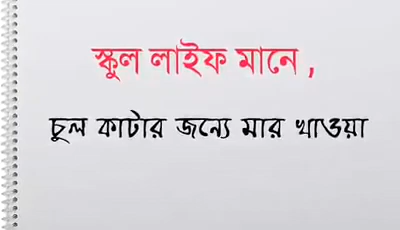 স্কুল লাইফ মানে ,
চুল কাটার জন্যে মার খাওয়া